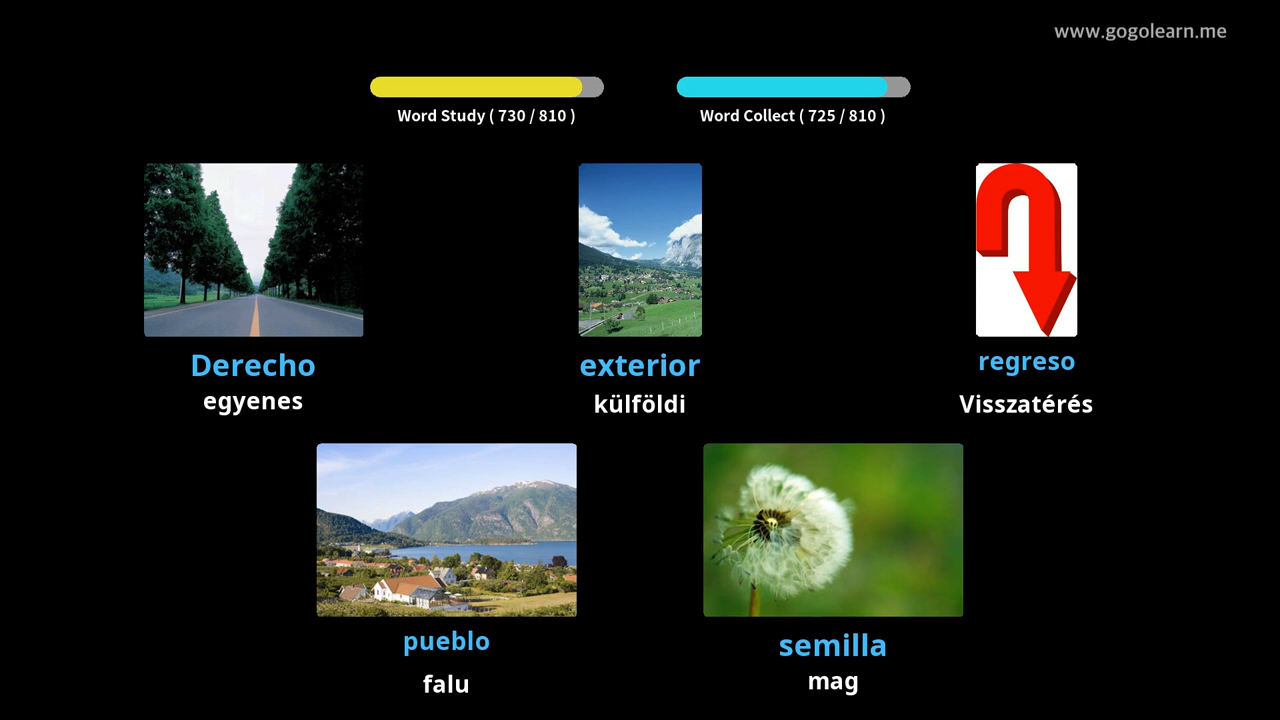 www.gogolearn.me
Word Study ( 730 / 810 )
Word Collect ( 725 / 810 )
Derecho
egyenes
exterior
külföldi
regreso
Visszatérés
pueblo
falu
semilla
mag